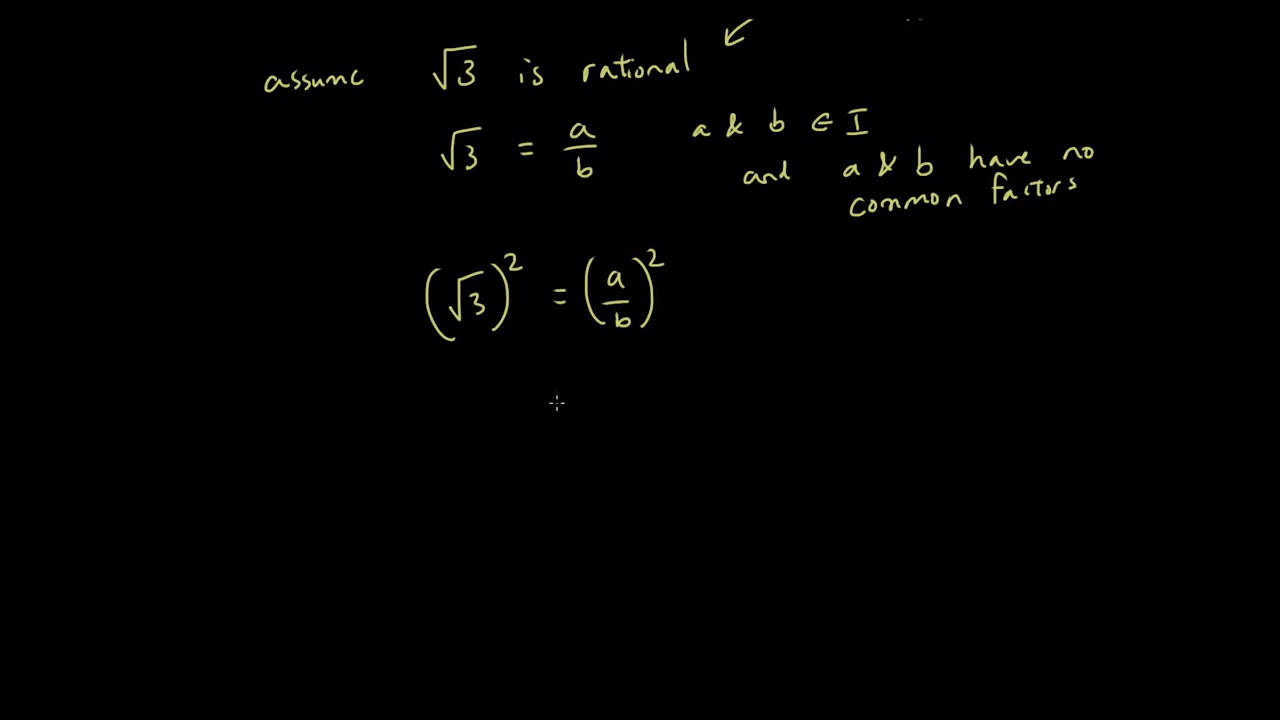 assume √3 is rational ↙
√3 = a/b a & b ∈ I
and a & b have no
common factors
(√3)² = (a/b)²